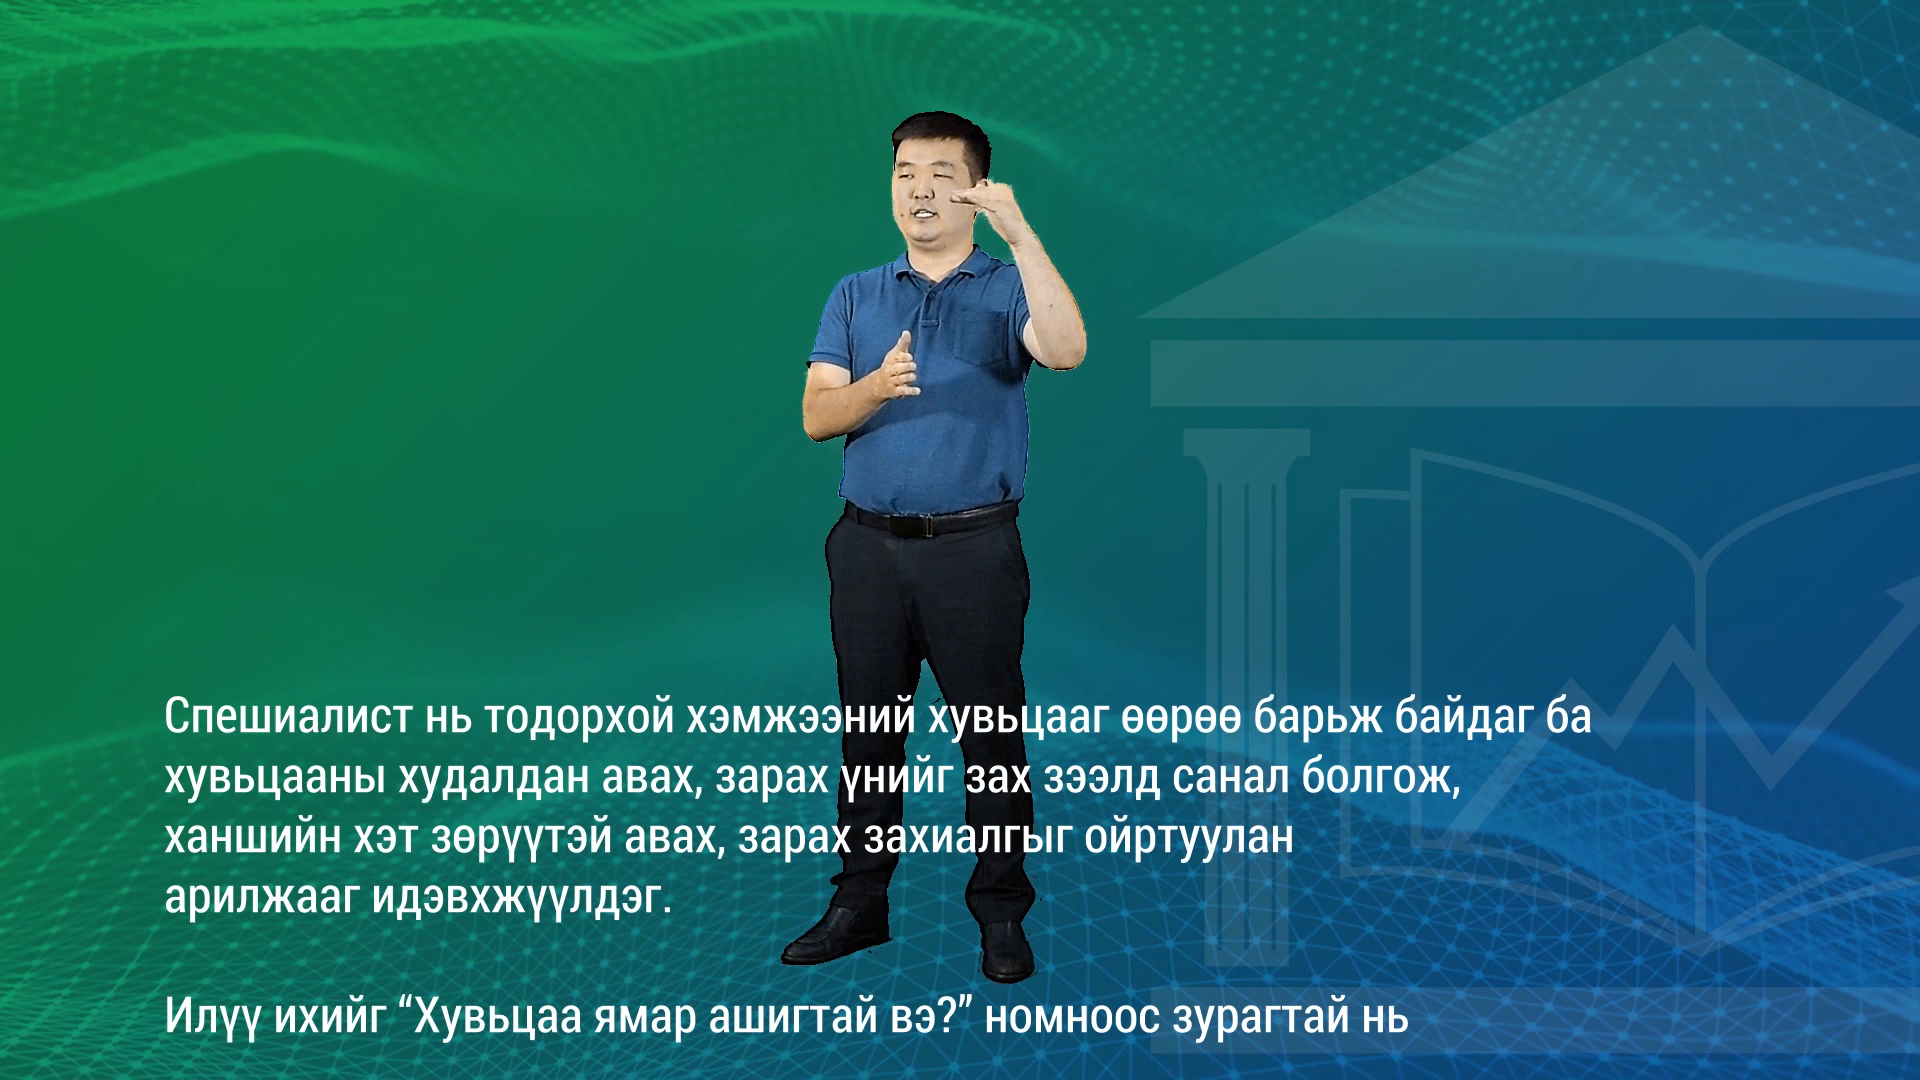 Спешиалист нь тодорхой хэмжээний хувьцааг өөрөө барьж байдаг ба
хувьцааны худалдан авах, зарах үнийг зах зээлд санал болгож,
ханшийн хэт зөрүүтэй авах, зарах захиалгыг ойртуулан
арилжааг идэвхжүүлдэг.
Илүү ихийг “Хувьцаа ямар ашигтай вэ?” номноос зурагтай нь